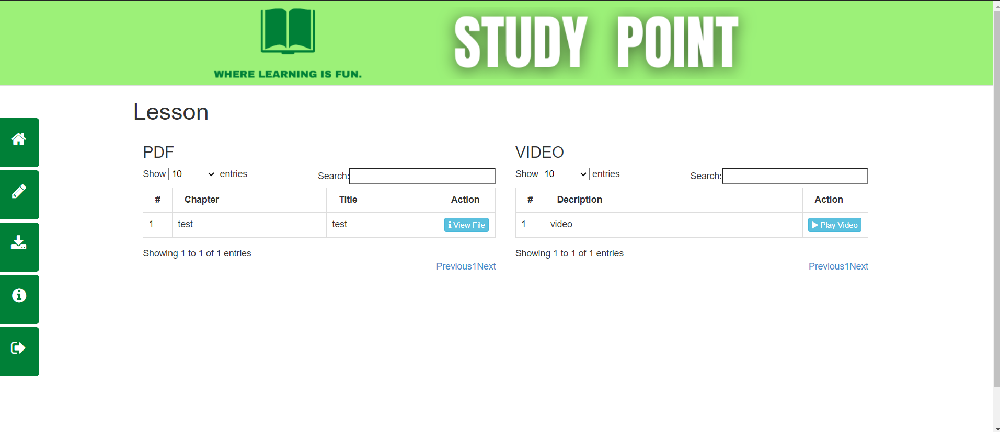 WHERE LEARNING IS FUN.
STUDY POINT
Lesson
PDF
Show 10 entries
Search:
# Chapter Title Action
1 test test View File
Showing 1 to 1 of 1 entries
Previous1Next
VIDEO
Show 10 entries
Search:
# Decription Action
1 video Play Video
Showing 1 to 1 of 1 entries
Previous1Next